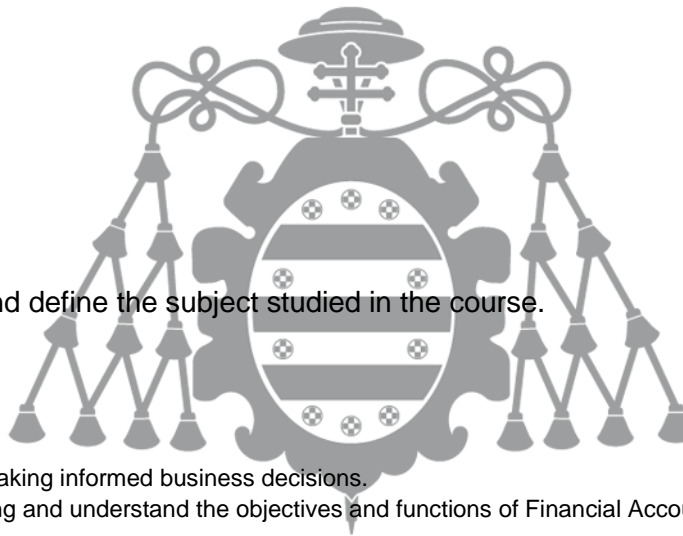 nd define the subject studied in the course.
aking informed business decisions.
ng and understand the objectives and functions of Financial Accou